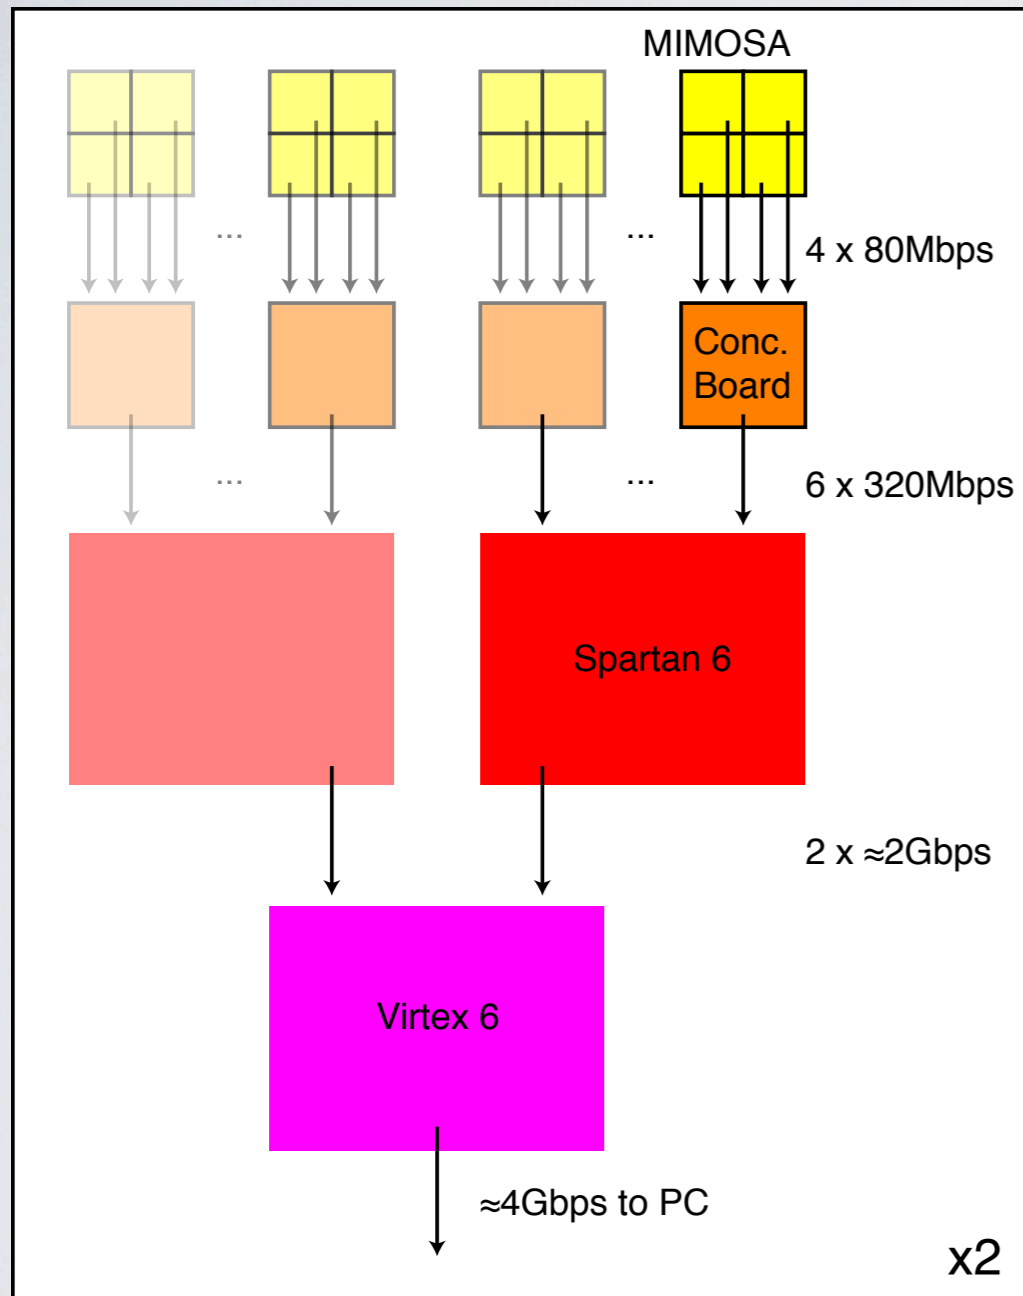 MIMOSA
...
...
4 x 80Mbps
Conc.
Board
...
...
6 x 320Mbps
Spartan 6
2 x ≈2Gbps
Virtex 6
≈4Gbps to PC
x2